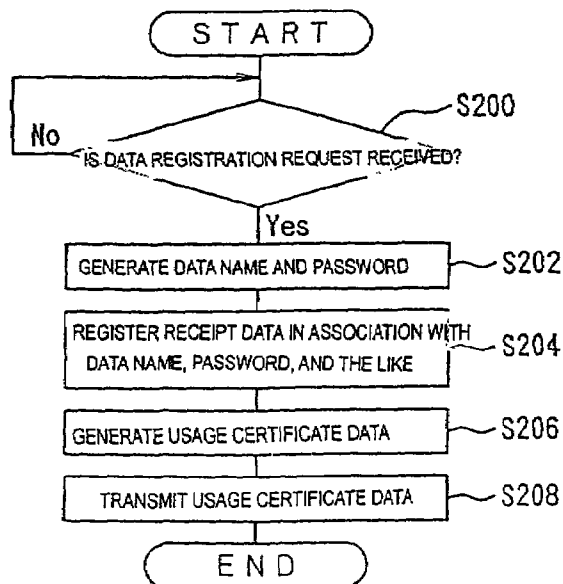 START
S200
No
IS DATA REGISTRATION REQUEST RECEIVED?
Yes
GENERATE DATA NAME AND PASSWORD
S202
REGISTER RECEIPT DATA IN ASSOCIATION WITH
DATA NAME, PASSWORD, AND THE LIKE
S204
GENERATE USAGE CERTIFICATE DATA
S206
TRANSMIT USAGE CERTIFICATE DATA
S208
END